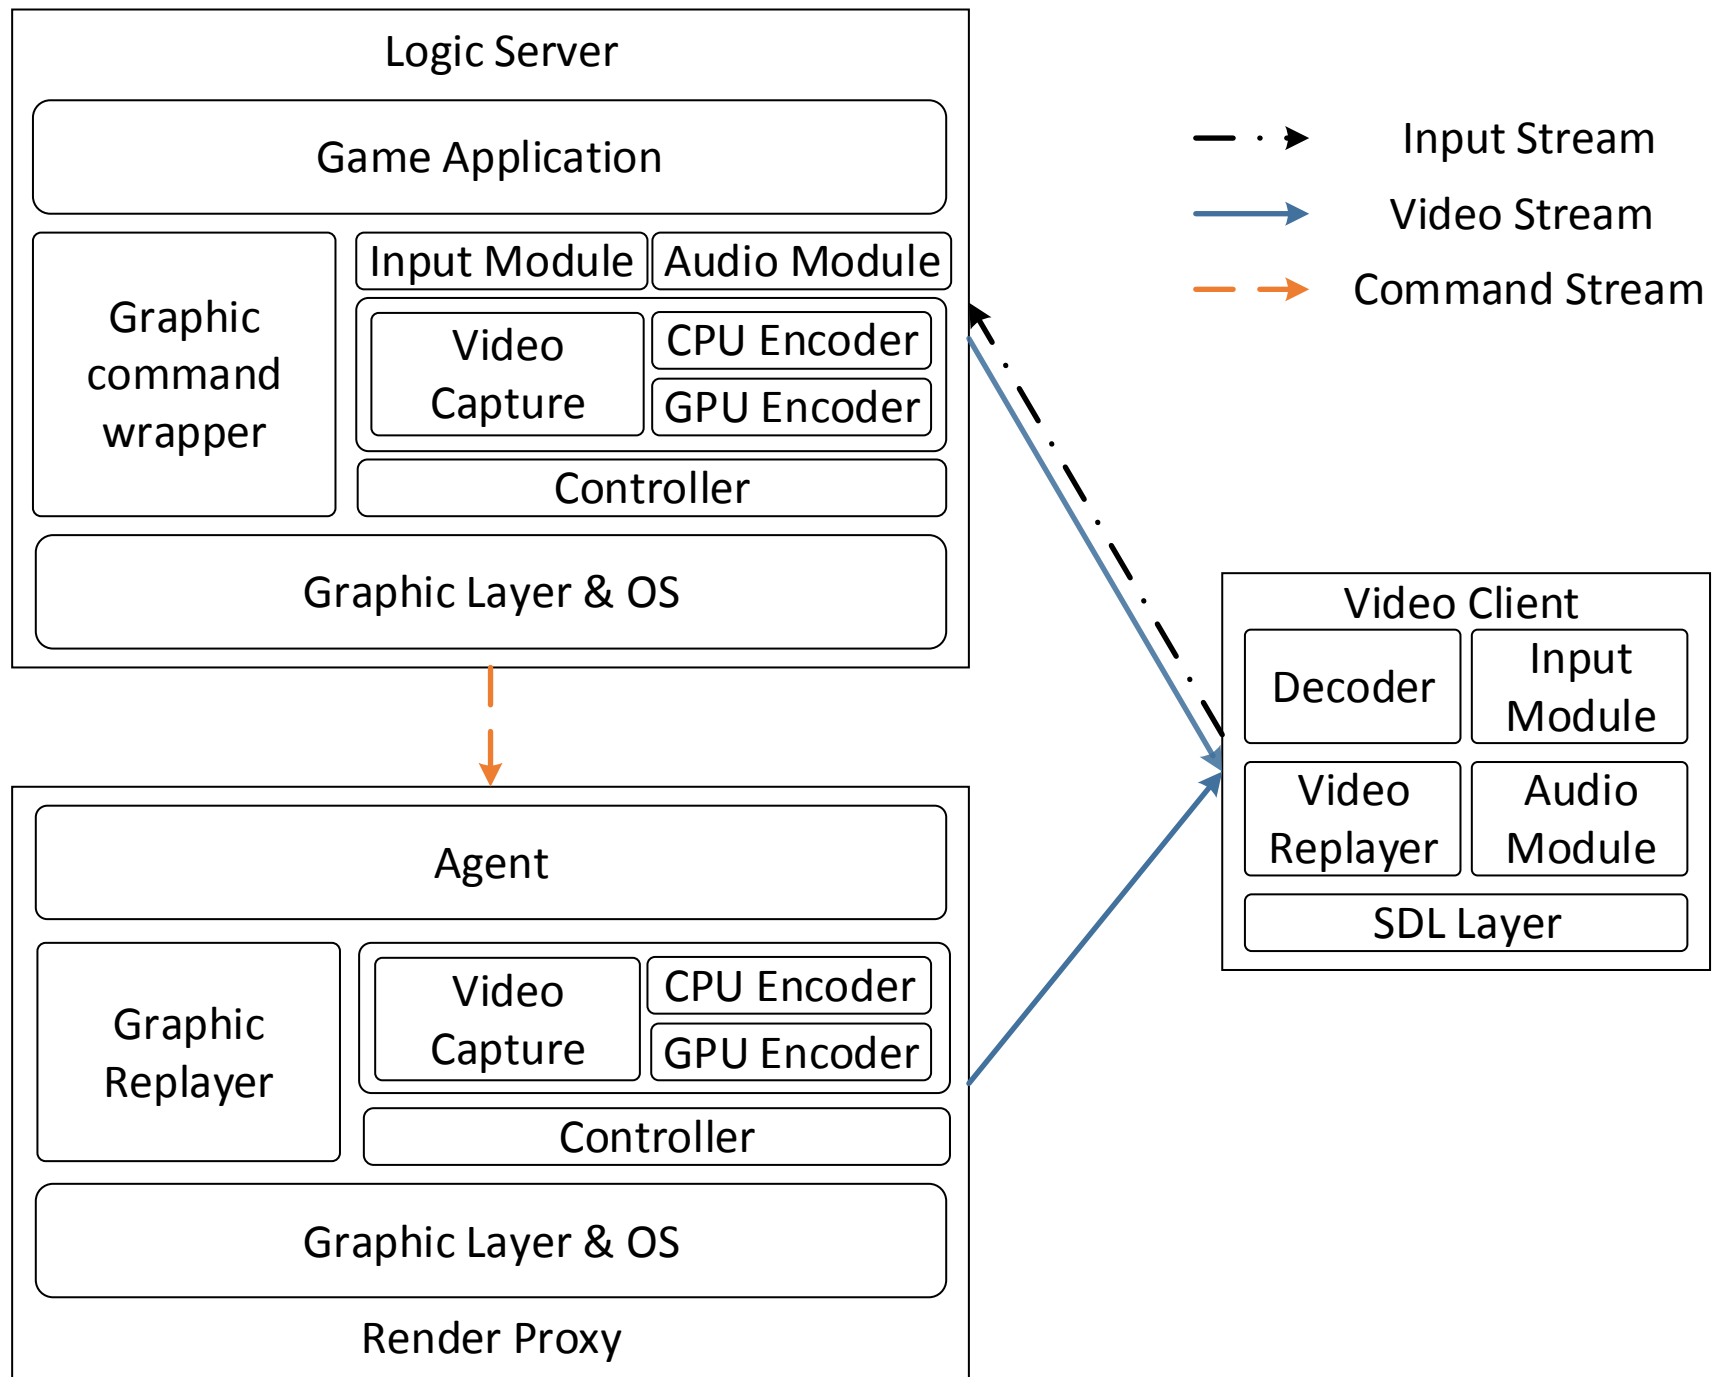 Logic Server
Game Application
Graphic
command
wrapper
Input Module
Audio Module
Video
Capture
CPU Encoder
GPU Encoder
Controller
Graphic Layer & OS
Input Stream
Video Stream
Command Stream
Video Client
Decoder
Input
Module
Video
Replayer
Audio
Module
SDL Layer
Agent
Graphic
Replayer
Video
Capture
CPU Encoder
GPU Encoder
Controller
Graphic Layer & OS
Render Proxy